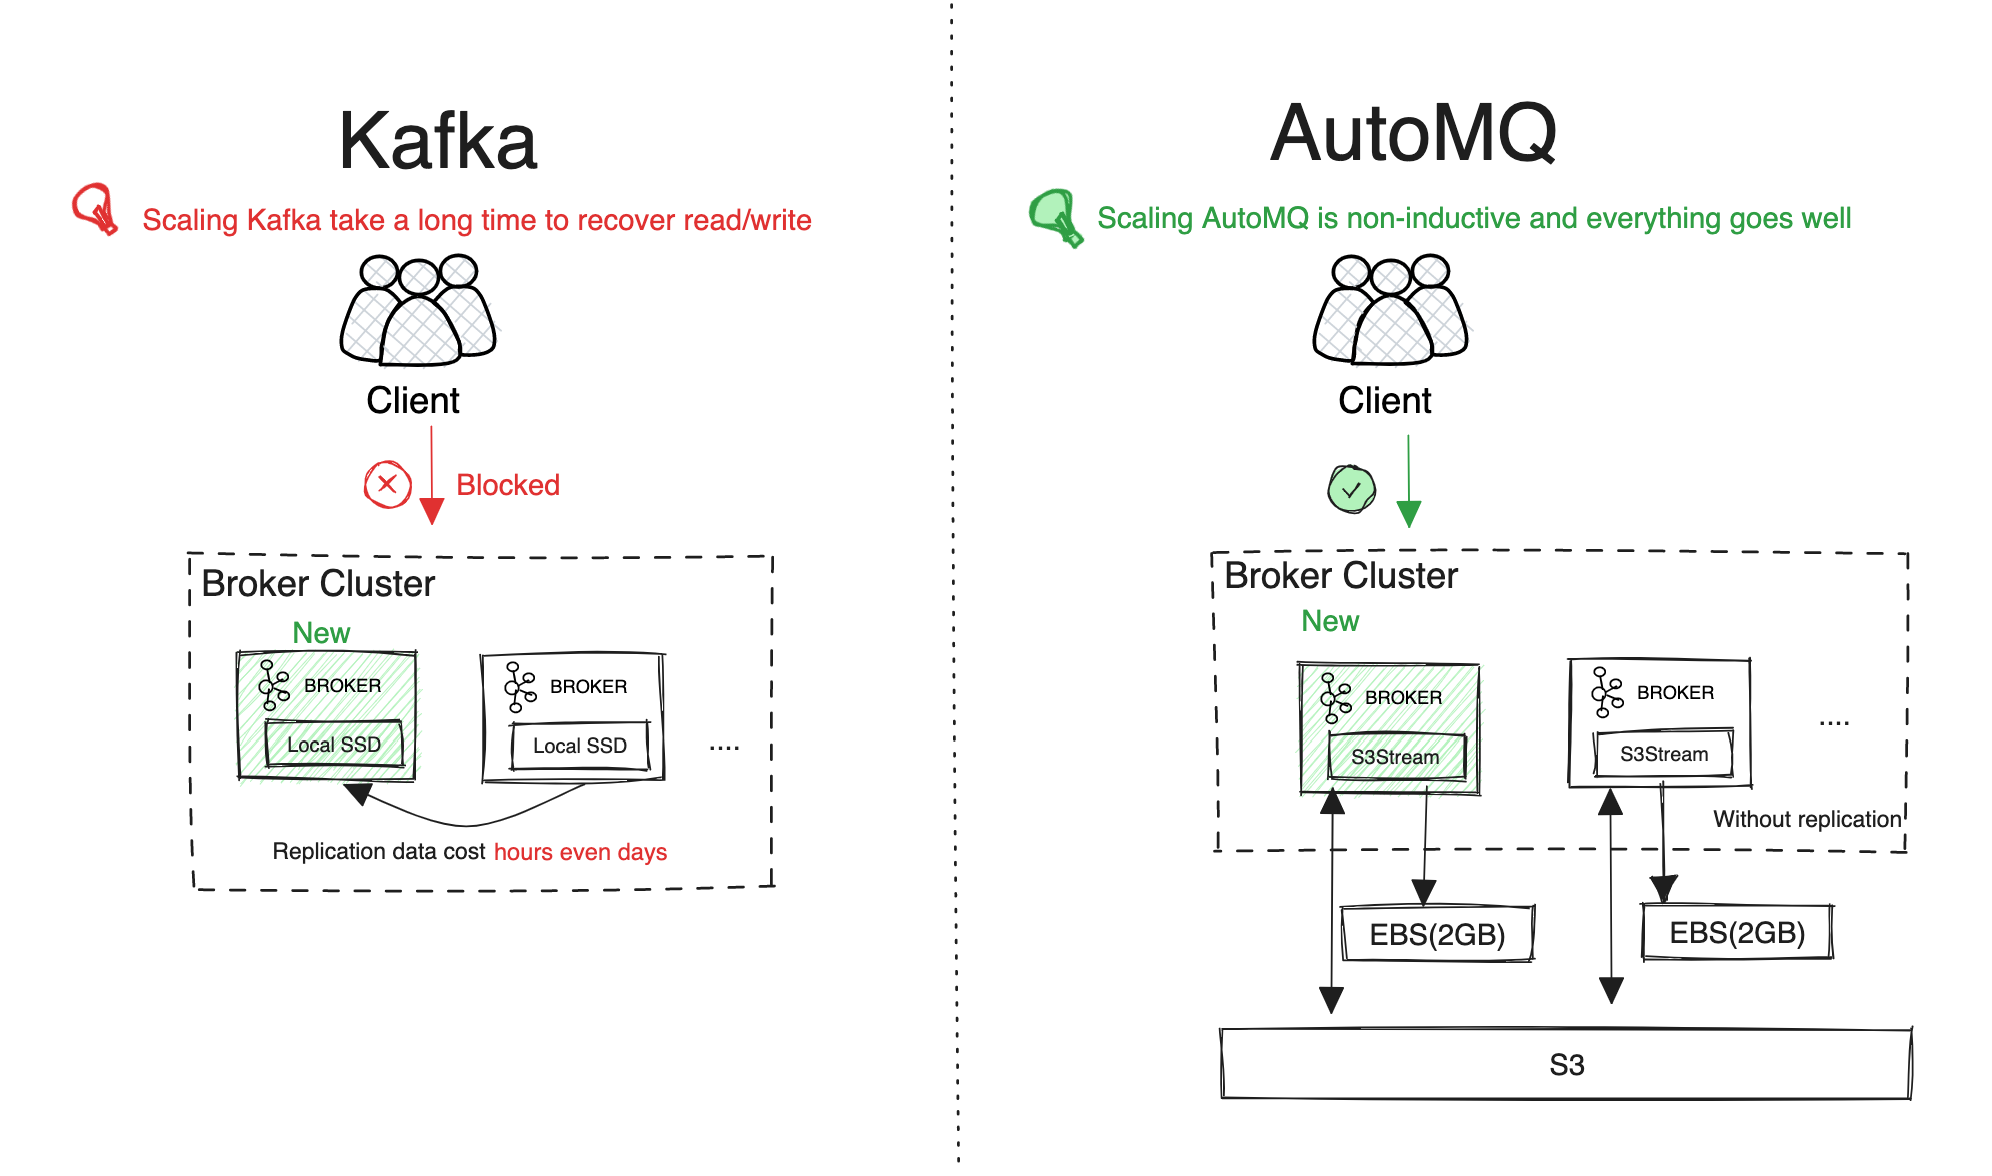 Kafka
Scaling Kafka take a long time to recover read/write
Client
Blocked
Broker Cluster
New
BROKER
Local SSD
BROKER
Local SSD
....
Replication data cost hours even days
AutoMQ
Scaling AutoMQ is non-inductive and everything goes well
Client
Broker Cluster
New
BROKER
S3Stream
BROKER
S3Stream
....
Without replication
EBS(2GB)
EBS(2GB)
S3